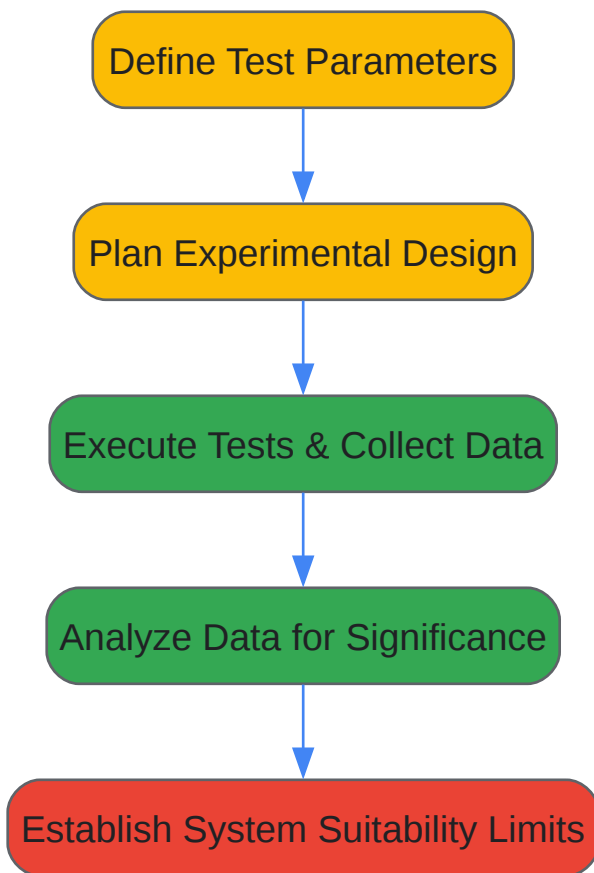 Define Test Parameters
Plan Experimental Design
Execute Tests & Collect Data
Analyze Data for Significance
Establish System Suitability Limits